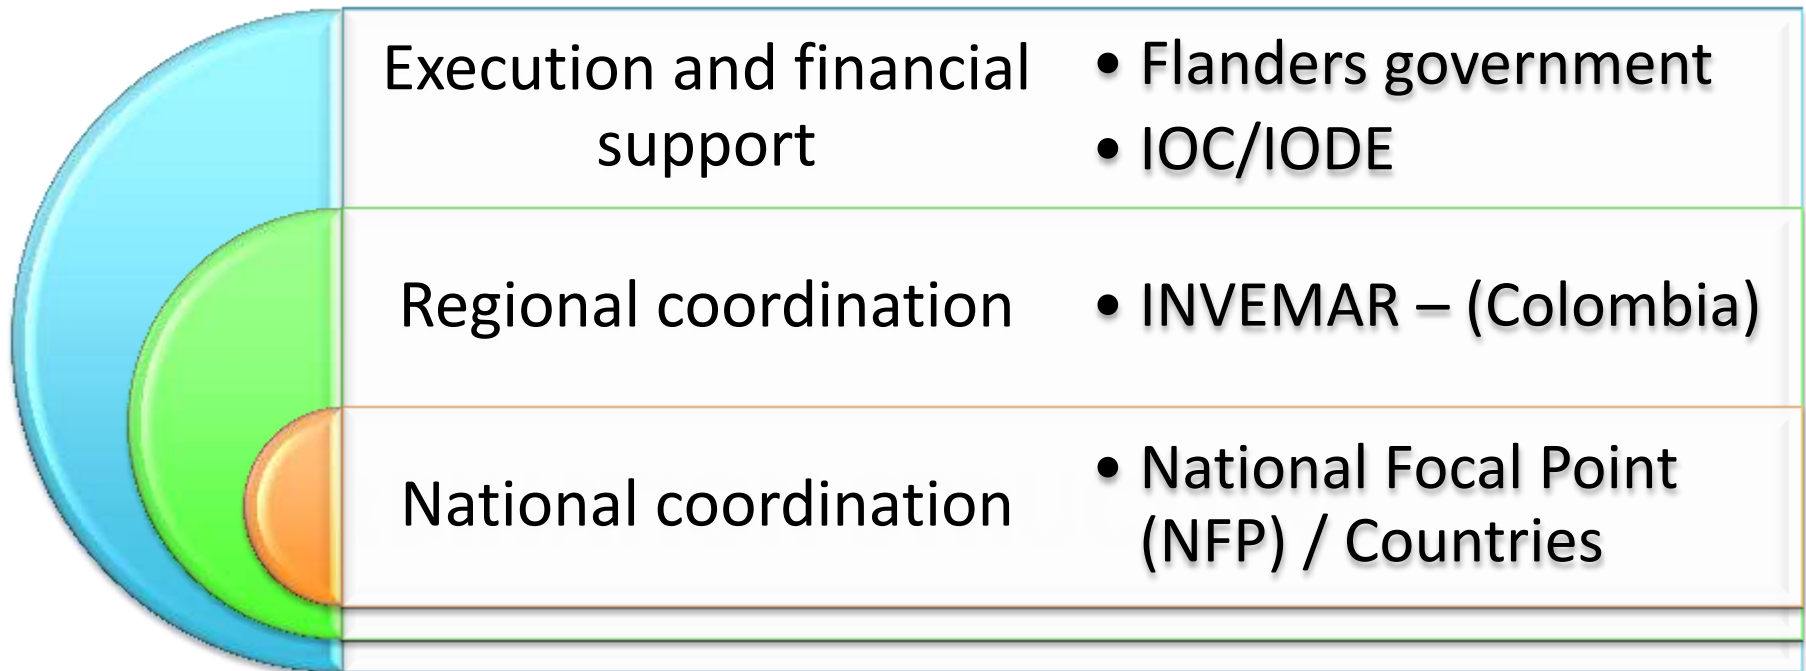 Execution and financial
support
• Flanders government
• IOC/IODE
Regional coordination
• INVEMAR – (Colombia)
National coordination
• National Focal Point
(NFP) / Countries